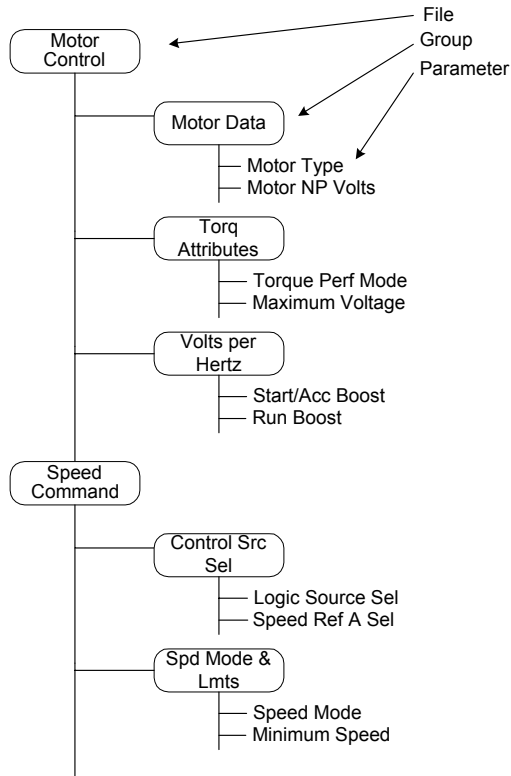 File
Group
Parameter
Motor
Control
Motor Data
Motor Type
Motor NP Volts
Torq
Attributes
Torque Perf Mode
Maximum Voltage
Volts per
Hertz
Start/Acc Boost
Run Boost
Speed
Command
Control Src
Sel
Logic Source Sel
Speed Ref A Sel
Spd Mode &
Lmts
Speed Mode
Minimum Speed